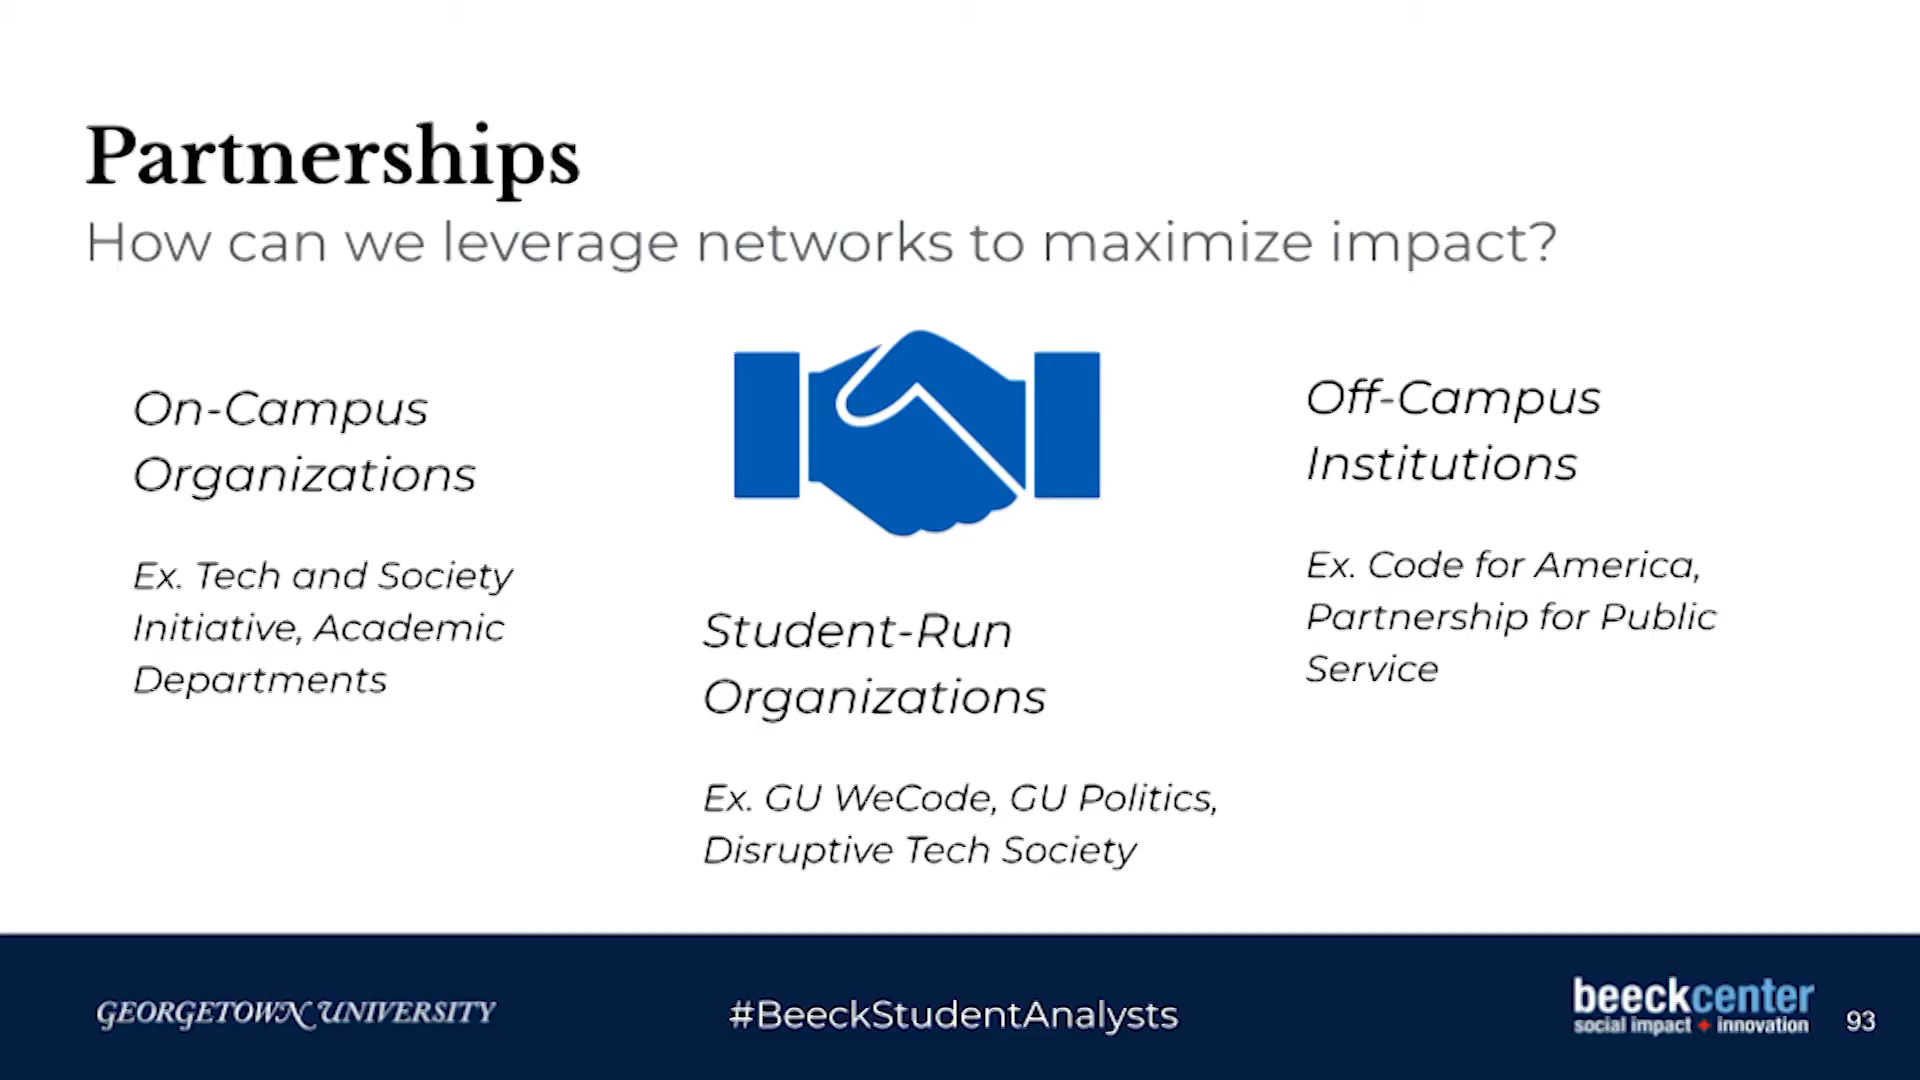 Partnerships
How can we leverage networks to maximize impact?
On-Campus
Organizations
Ex. Tech and Society
Initiative, Academic
Departments
Student-Run
Organizations
Ex. GU WeCode, GU Politics,
Disruptive Tech Society
Off-Campus
Institutions
Ex. Code for America,
Partnership for Public
Service
GEORGETOWN UNIVERSITY
#BeeckStudentAnalysts
beeckcenter
social impact + innovation
93